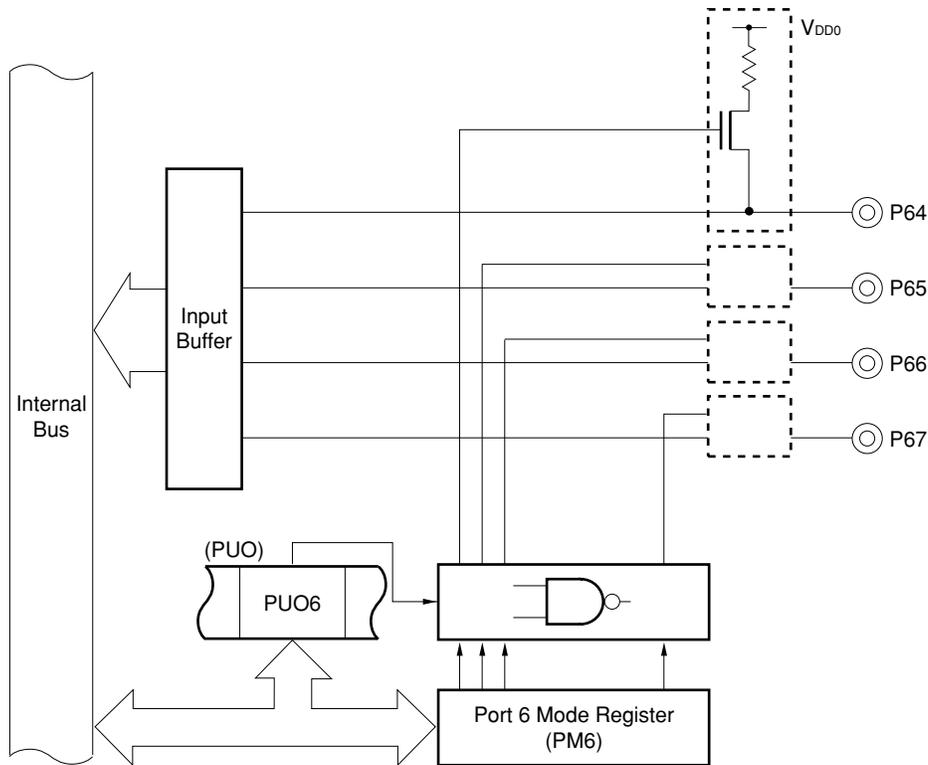 VDD0
P64
P65
Input
Buffer
P66
Internal
Bus
P67
(PUO)
PUO6
Port 6 Mode Register
(PM6)